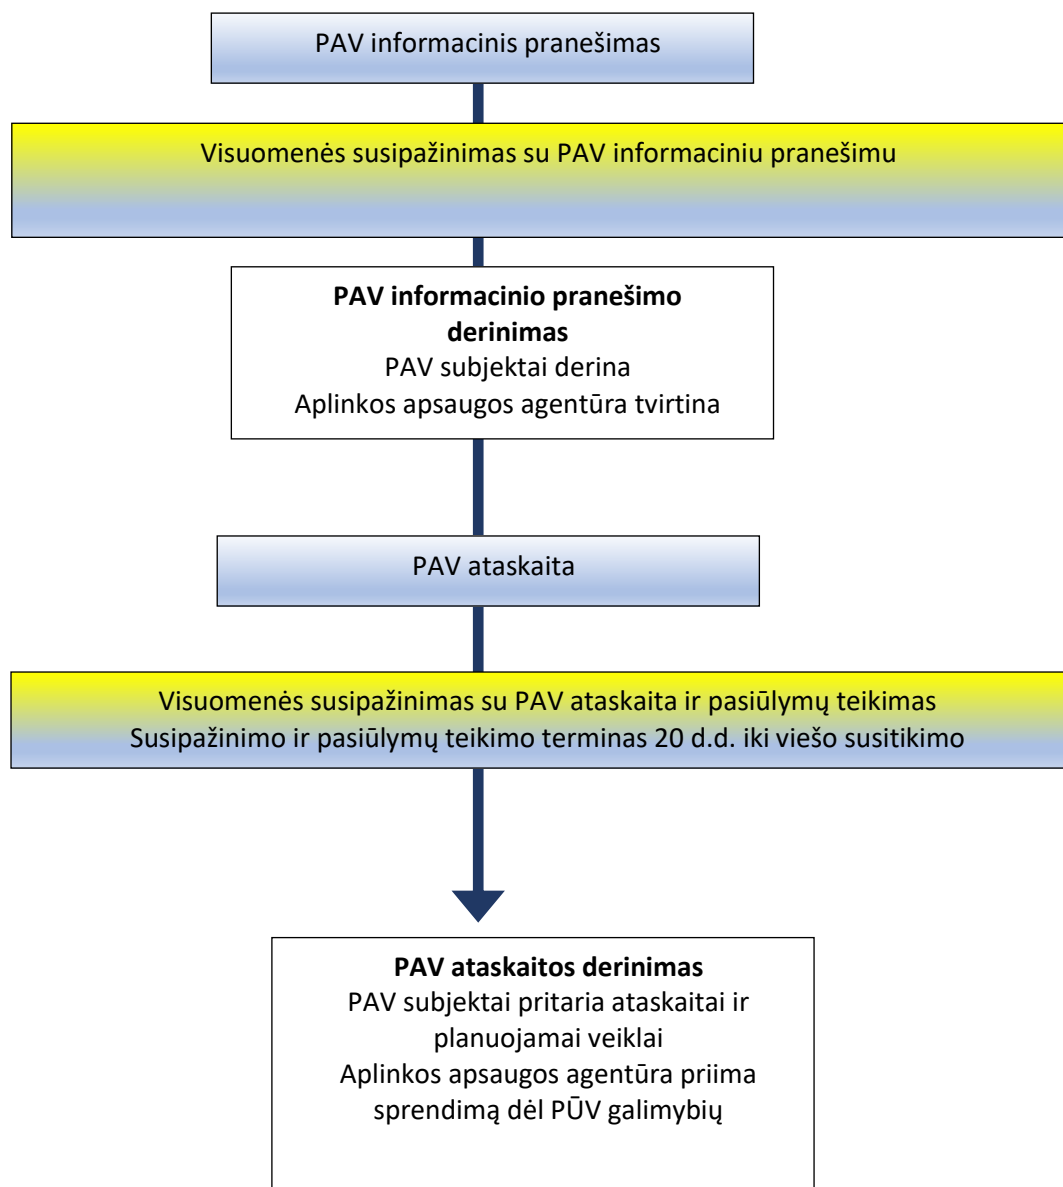 PAV informacinis pranešimas
Visuomenės susipažinimas su PAV informaciniu pranešimu
PAV informacinio pranešimo
derinimas
PAV subjektai derina
Aplinkos apsaugos agentūra tvirtina
PAV ataskaita
Visuomenės susipažinimas su PAV ataskaita ir pasiūlymų teikimas
Susipažinimo ir pasiūlymų teikimo terminas 20 d.d. iki viešo susitikimo
PAV ataskaitos derinimas
PAV subjektai pritaria ataskaitai ir
planuojamai veiklai
Aplinkos apsaugos agentūra priima
sprendimą dėl PŪV galimybių